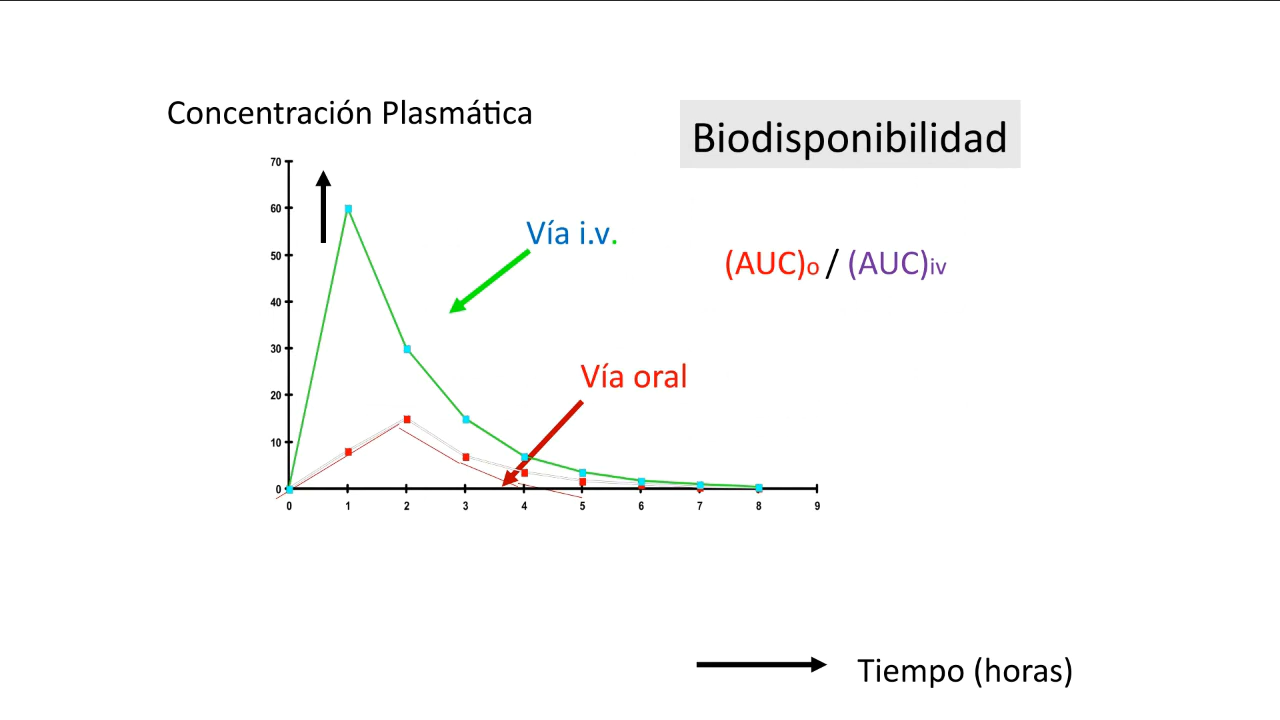 Concentración Plasmática
Biodisponibilidad
70
60
50
40
30
20
10
0
Vía i.v.
(AUC)o / (AUC)iv
Vía oral
0 1 2 3 4 5 6 7 8 9
Tiempo (horas)